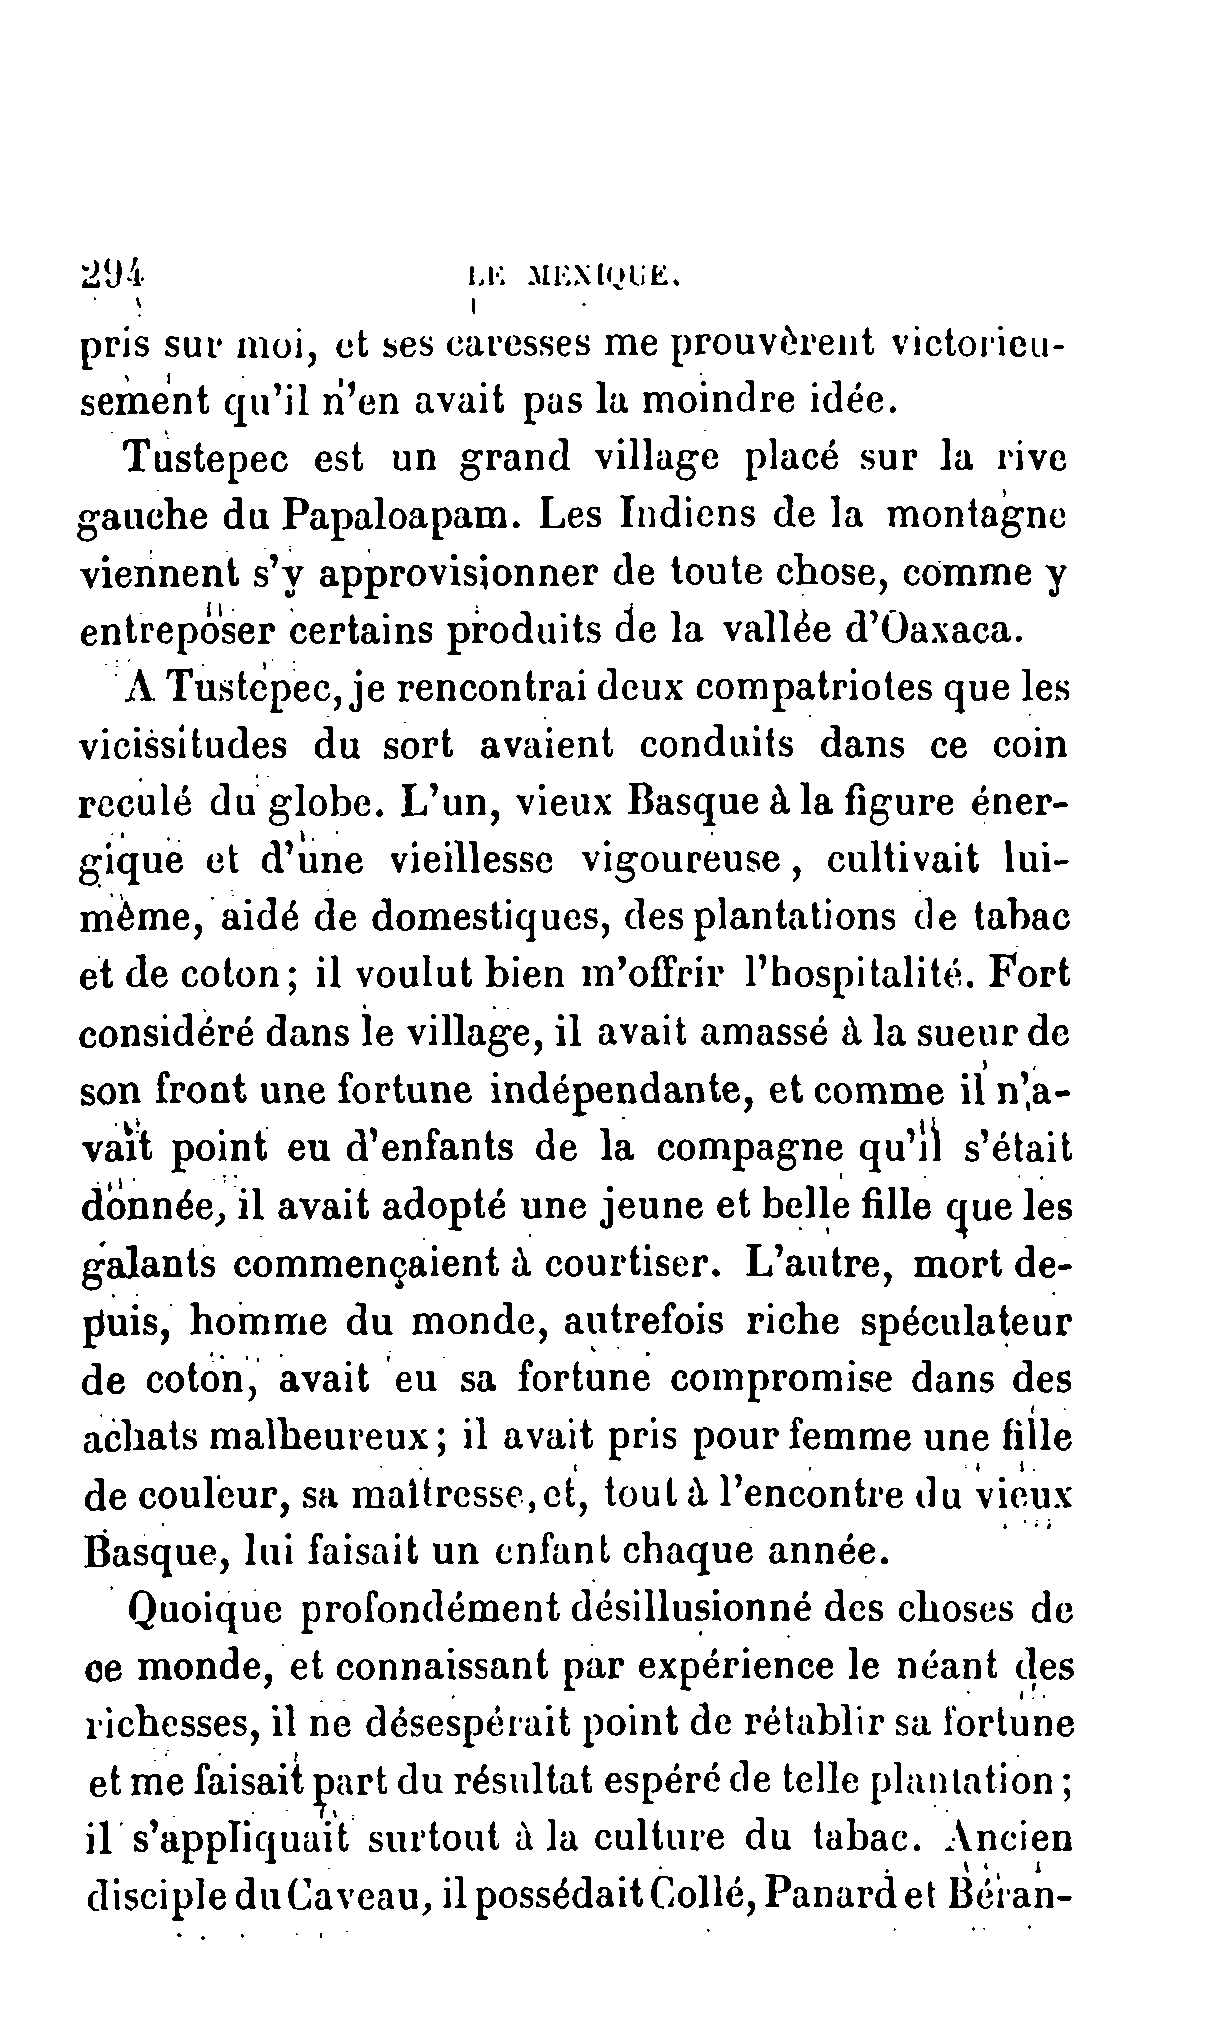 294 LE MEXIQUE.
pris sur moi, et ses caresses me prouvèrent victorieu-
sement qu'il n'en avait pas la moindre idée.
Tustepec est un grand village placé sur la rive
gauche du Papaloapam. Les Indiens de la montagne
viennent s'y approvisionner de toute chose, comme y
entreposer certains produits de la vallée d'Oaxaca.
A Tustepec, je rencontrai deux compatriotes que les
vicissitudes du sort avaient conduits dans ce coin
reculé du globe. L'un, vieux Basque à la figure éner-
gique et d'une vieillesse vigoureuse, cultivait lui-
même, aidé de domestiques, des plantations de tabac
et de coton; il voulut bien m'offrir l'hospitalité. Fort
considéré dans le village, il avait amassé à la sueur de
son front une fortune indépendante, et comme il n'a-
vait point eu d'enfants de la compagne qu'il s'était
donnée, il avait adopté une jeune et belle fille que les
galants commençaient à courtiser. L'autre, mort de-
puis, homme du monde, autrefois riche spéculateur
de coton, avait eu sa fortune compromise dans des
achats malheureux; il avait pris pour femme une fille
de couleur, sa maîtresse, et, tout à l'encontre du vieux
Basque, lui faisait un enfant chaque année.
Quoique profondément désillusionné des choses de
ce monde, et connaissant par expérience le néant des
richesses, il ne désespérait point de rétablir sa fortune
et me faisait part du résultat espéré de telle plantation;
il s'appliquait surtout à la culture du tabac. Ancien
disciple du Caveau, il possédait Collé, Panard et Béran-